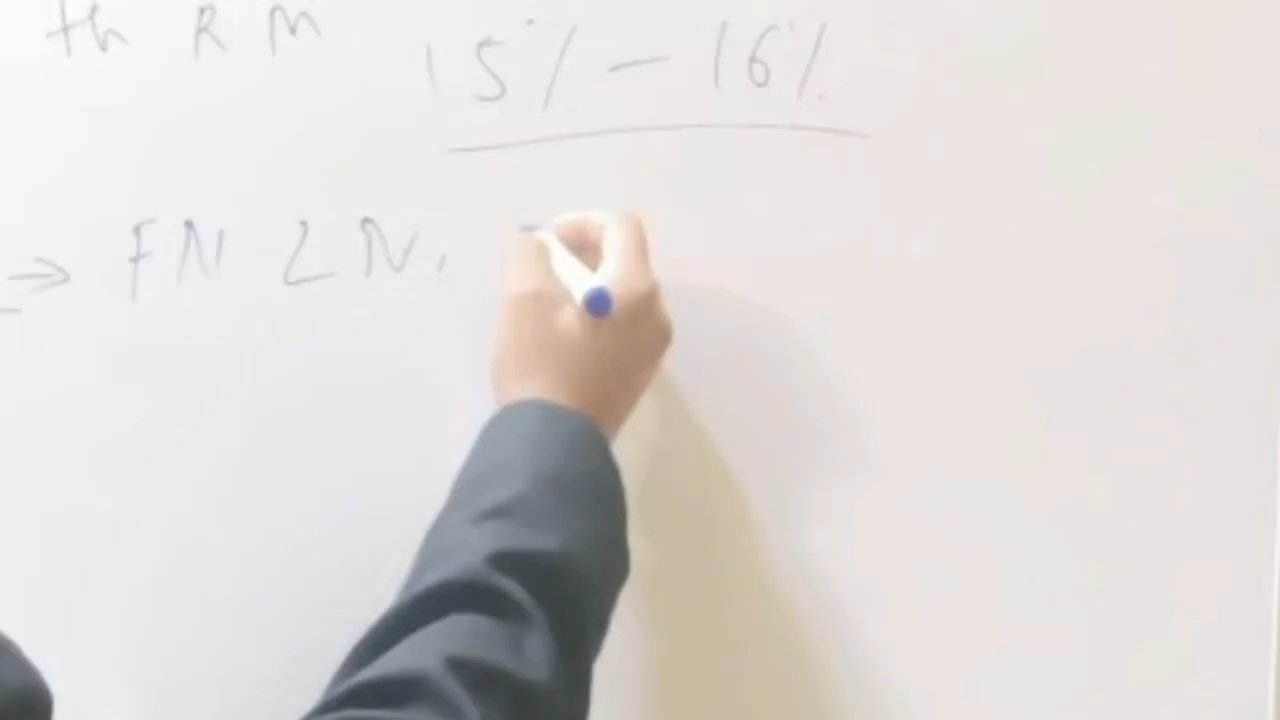 th R M 15% - 16%
→ FN LN,